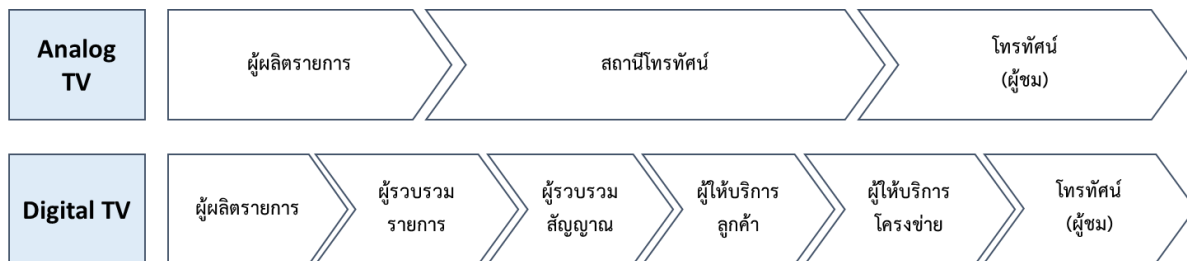 Analog
TV
ผู้ผลิตรายการ
สถานีโทรทัศน์
โทรทัศน์
(ผู้ชม)
Digital TV
ผู้ผลิตรายการ
ผู้รวบรวม
รายการ
ผู้รวบรวม
สัญญาณ
ผู้ให้บริการ
ลูกค้า
ผู้ให้บริการ
โครงข่าย
โทรทัศน์
(ผู้ชม)